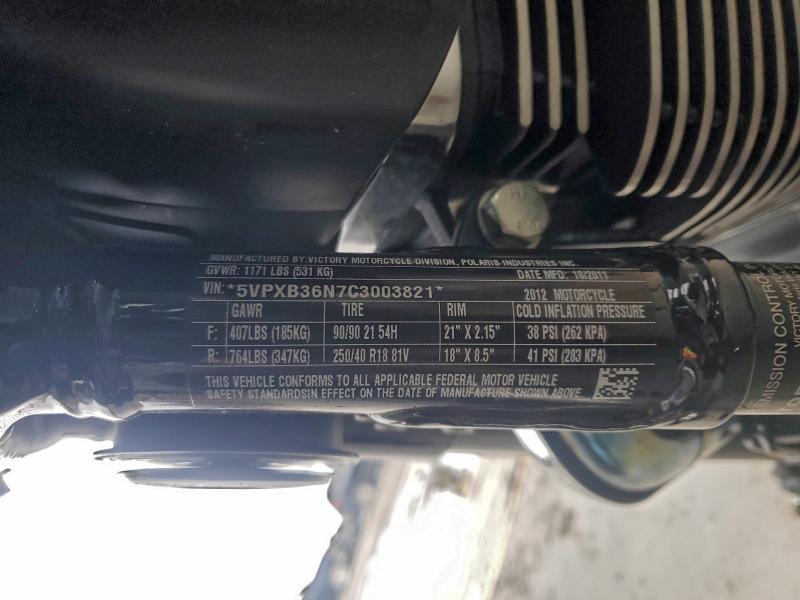 MANUFACTURED BY: VICTORY MOTORCYCLE DIVISION, POLARIS INDUSTRIES INC.
GVWR: 1171 LBS (531 KG) DATE MFD: 10/2011
VIN: *5VPXB36N7C3003821* 2012 MOTORCYCLE
GAWR TIRE RIM COLD INFLATION PRESSURE
F: 407LBS (185KG) 90/90 21 54H 21" X 2.15" 38 PSI (262 KPA)
R: 764LBS (347KG) 250/40 R18 81V 18" X 8.5" 41 PSI (283 KPA)
THIS VEHICLE CONFORMS TO ALL APPLICABLE FEDERAL MOTOR VEHICLE
SAFETY STANDARDSIN EFFECT ON THE DATE OF MANUFACTURE SHOWN ABOVE
EMISSION CONTROL
VICTORY